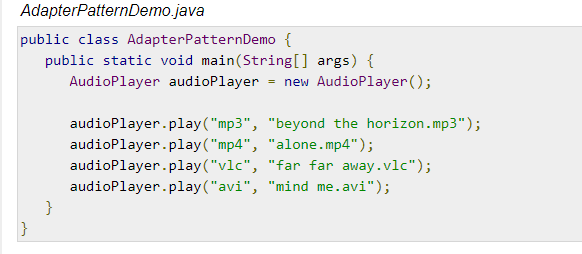 AdapterPatternDemo.java
public class AdapterPatternDemo {
   public static void main(String[] args) {
      AudioPlayer audioPlayer = new AudioPlayer();

      audioPlayer.play("mp3", "beyond the horizon.mp3");
      audioPlayer.play("mp4", "alone.mp4");
      audioPlayer.play("vlc", "far far away.vlc");
      audioPlayer.play("avi", "mind me.avi");
   }
}